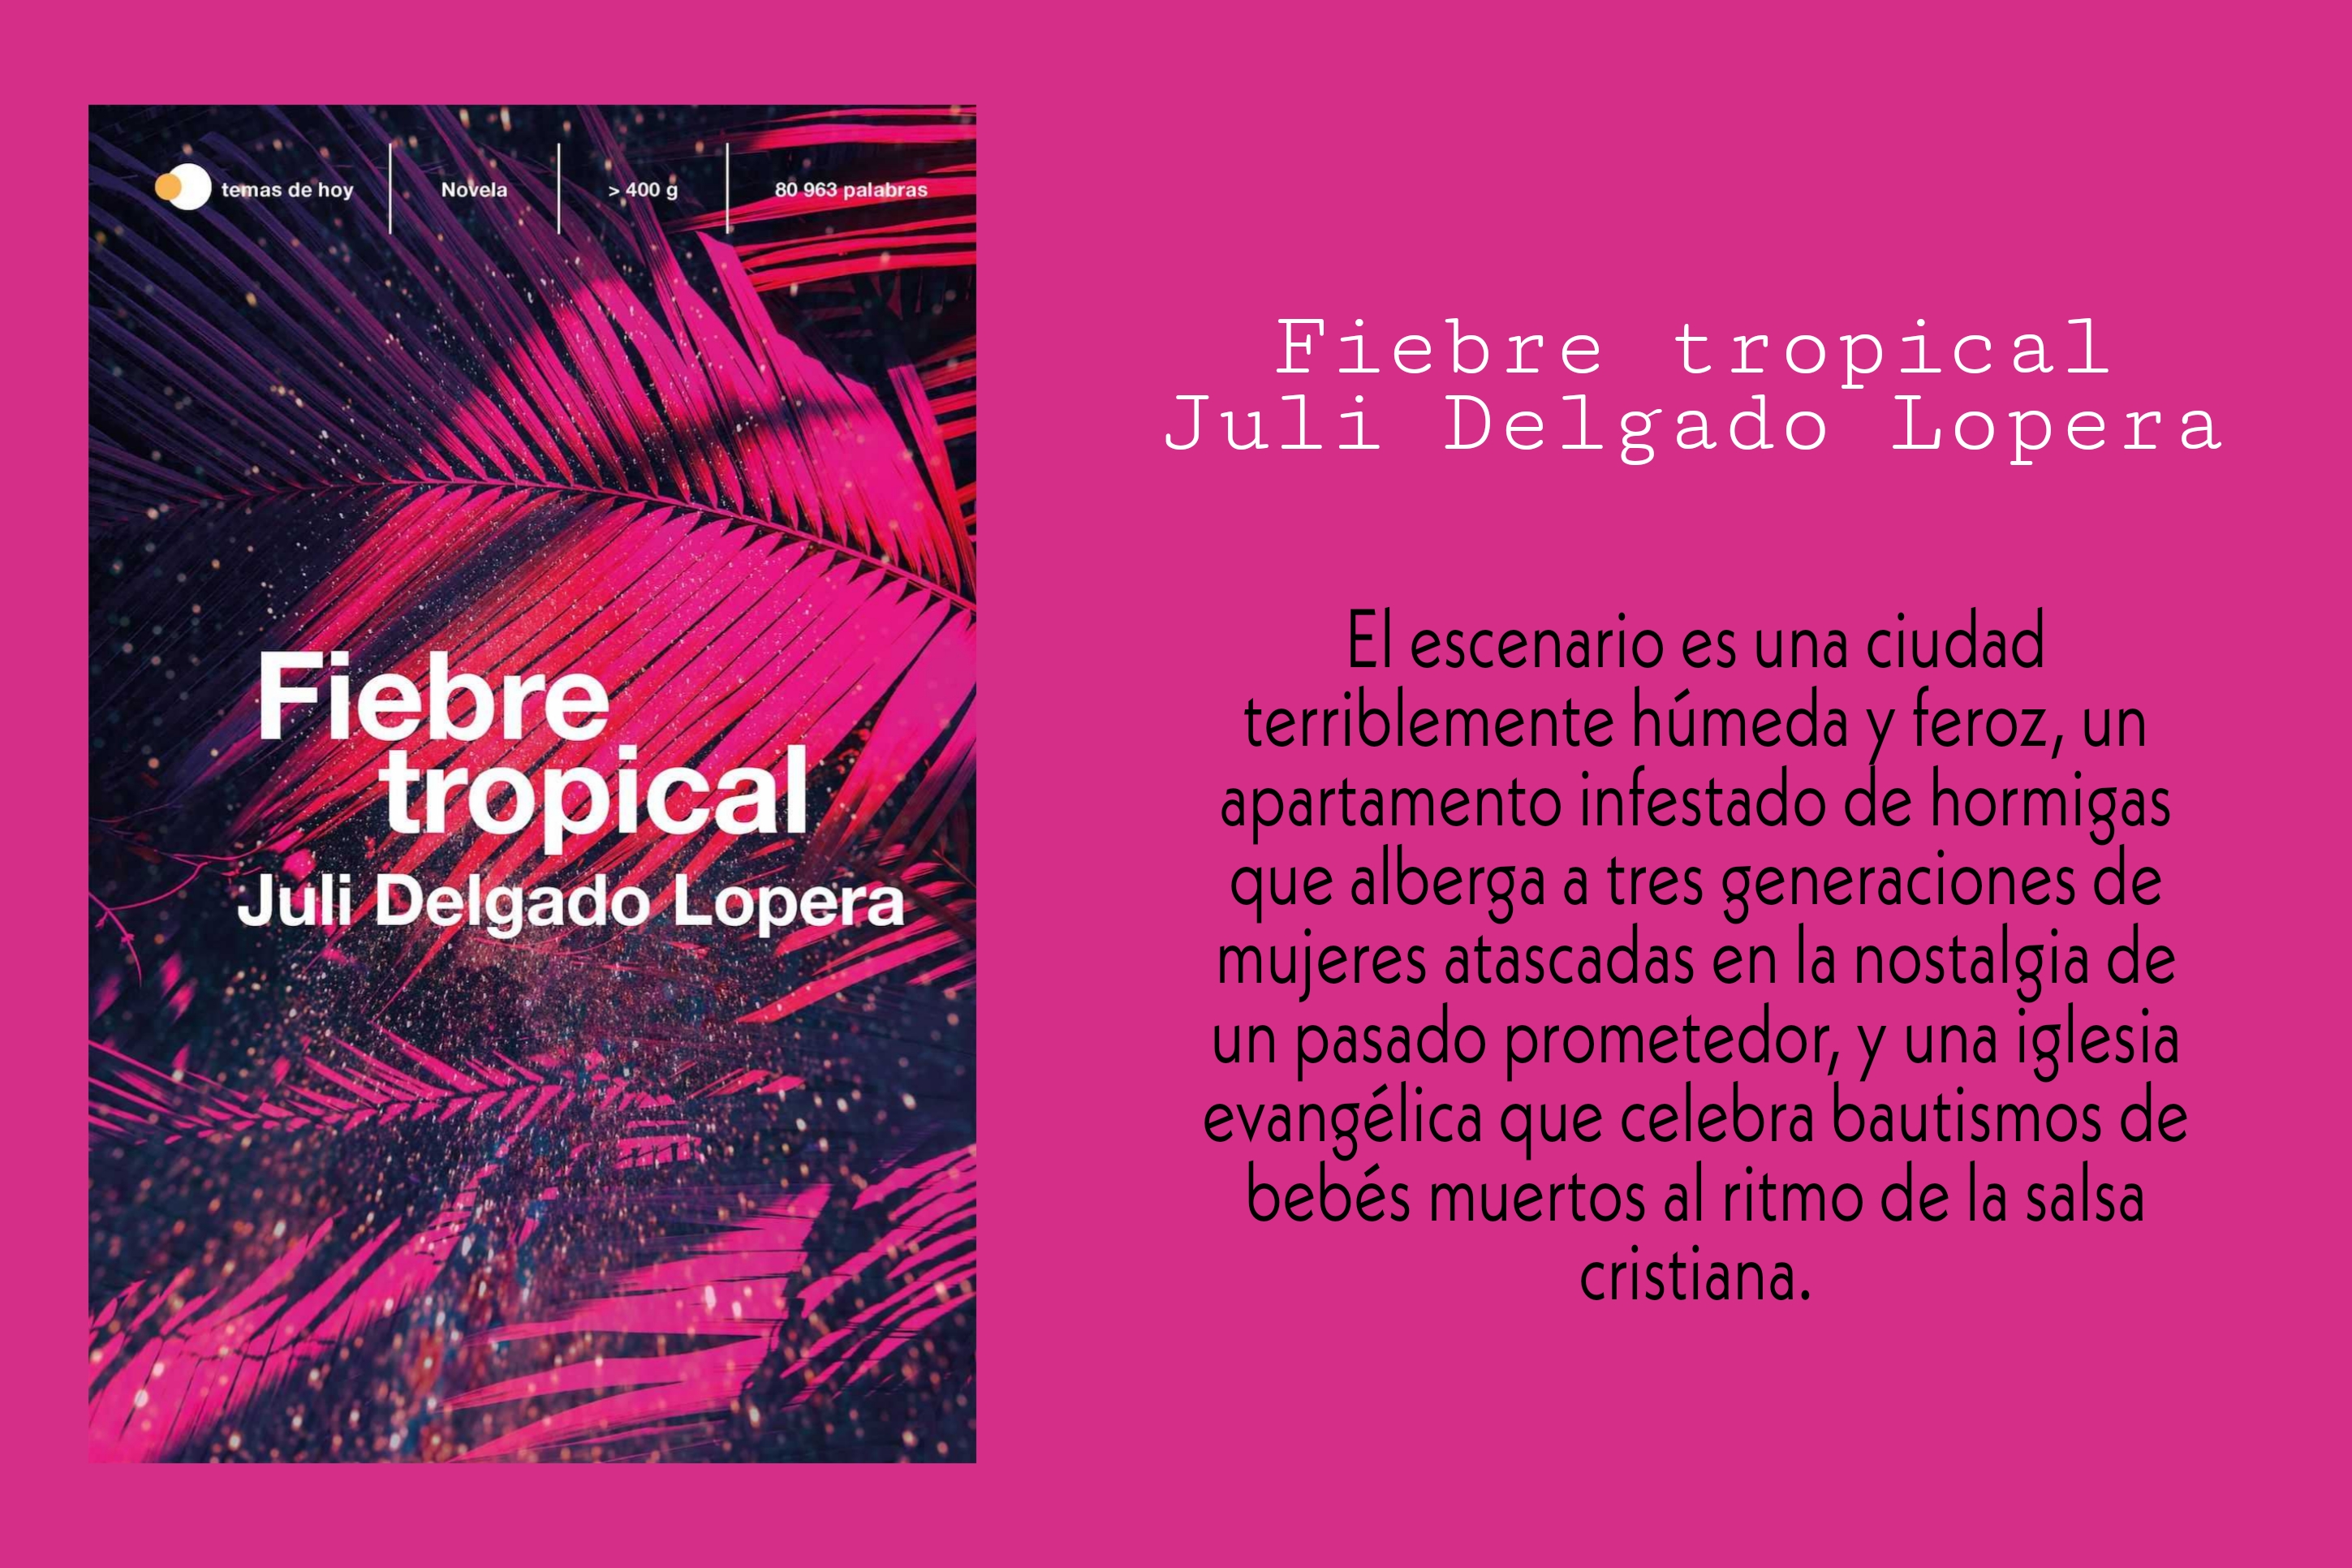 temas de hoy
Novela
> 400 g
80 963 palabras
Fiebre
tropical
Juli Delgado Lopera
Fiebre tropical
Juli Delgado Lopera
El escenario es una ciudad
terriblemente húmeda y feroz, un
apartamento infestado de hormigas
que alberga a tres generaciones de
mujeres atascadas en la nostalgia de
un pasado prometedor, y una iglesia
evangélica que celebra bautismos de
bebés muertos al ritmo de la salsa
cristiana.